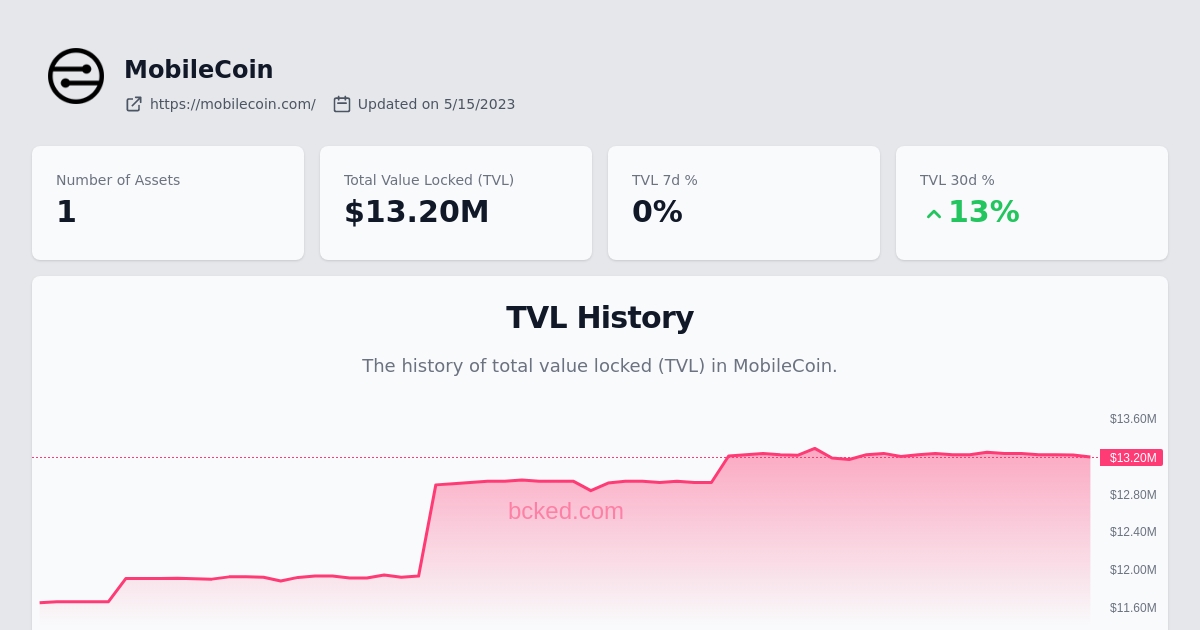 MobileCoin
https://mobilecoin.com/ Updated on 5/15/2023
Number of Assets
1
Total Value Locked (TVL)
$13.20M
TVL 7d %
0%
TVL 30d %
13%
TVL History
The history of total value locked (TVL) in MobileCoin.
$13.60M
$13.20M
$12.80M
bcked.com
$12.40M
$12.00M
$11.60M